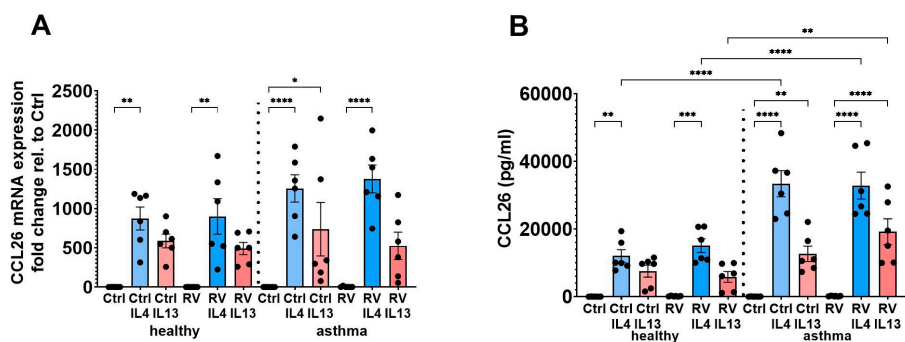 A
CCL26 mRNA expression
fold change rel. to Ctrl
2500
2000
1500
1000
500
0
** ** **** * ****
Ctrl Ctrl Ctrl RV RV RV Ctrl Ctrl Ctrl RV RV RV
IL4 IL13 IL4 IL13 IL4 IL13 IL4 IL13
healthy asthma
B
CCL26 (pg/ml)
60000
40000
20000
0
**
****
****
** *** **** ** **** ****
Ctrl Ctrl Ctrl RV RV RV Ctrl Ctrl Ctrl RV RV RV
IL4 IL13 IL4 IL13 IL4 IL13 IL4 IL13
healthy asthma